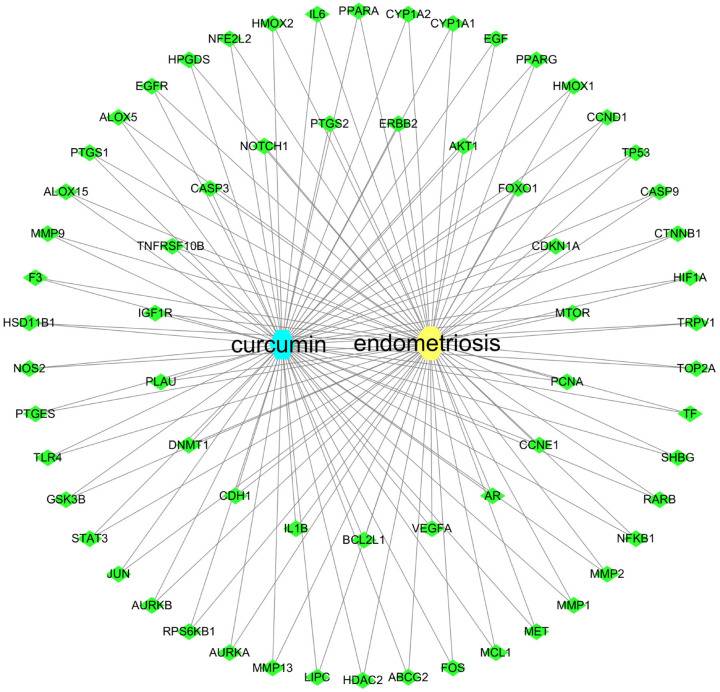 IL6
PPARA
CYP1A2
HMOX2
CYP1A1
NFE2L2
EGF
HPGDS
PPARG
EGFR
HMOX1
ALOX5
PTGS2
ERBB2
CCND1
PTGS1
NOTCH1
AKT1
TP53
ALOX15
CASP3
FOXO1
CASP9
MMP9
TNFRSF10B
CDKN1A
CTNNB1
F3
HIF1A
IGF1R
MTOR
HSD11B1
TRPV1
curcumin
endometriosis
NOS2
TOP2A
PLAU
PCNA
PTGES
TF
TLR4
DNMT1
CCNE1
SHBG
GSK3B
CDH1
AR
RARB
STAT3
IL1B
BCL2L1
VEGFA
NFKB1
JUN
MMP2
AURKB
MMP1
RPS6KB1
MET
AURKA
MCL1
MMP13
LIPC
HDAC2
ABCG2
FOS